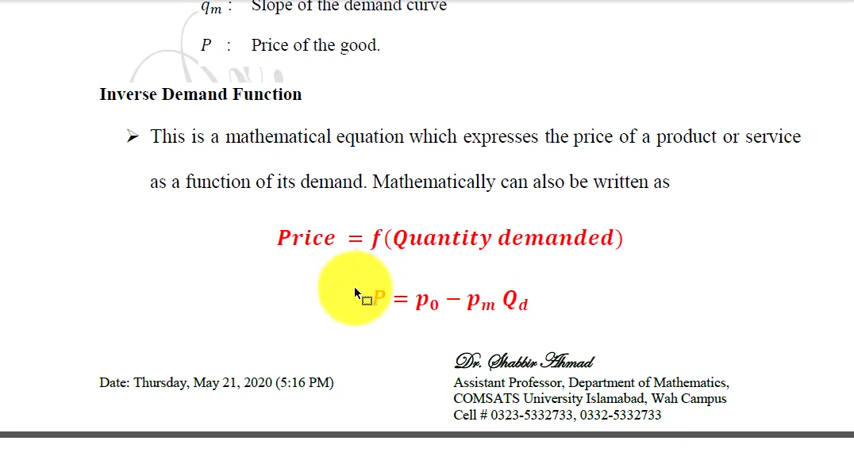 qm : Slope of the demand curve
P : Price of the good.
Inverse Demand Function
➢ This is a mathematical equation which expresses the price of a product or service
as a function of its demand. Mathematically can also be written as
Price = f(Quantity demanded)
P = p₀ − pₘ Q_d
Dr. Shabbir Ahmad
Date: Thursday, May 21, 2020 (5:16 PM)
Assistant Professor, Department of Mathematics,
COMSATS University Islamabad, Wah Campus
Cell # 0323-5332733, 0332-5332733